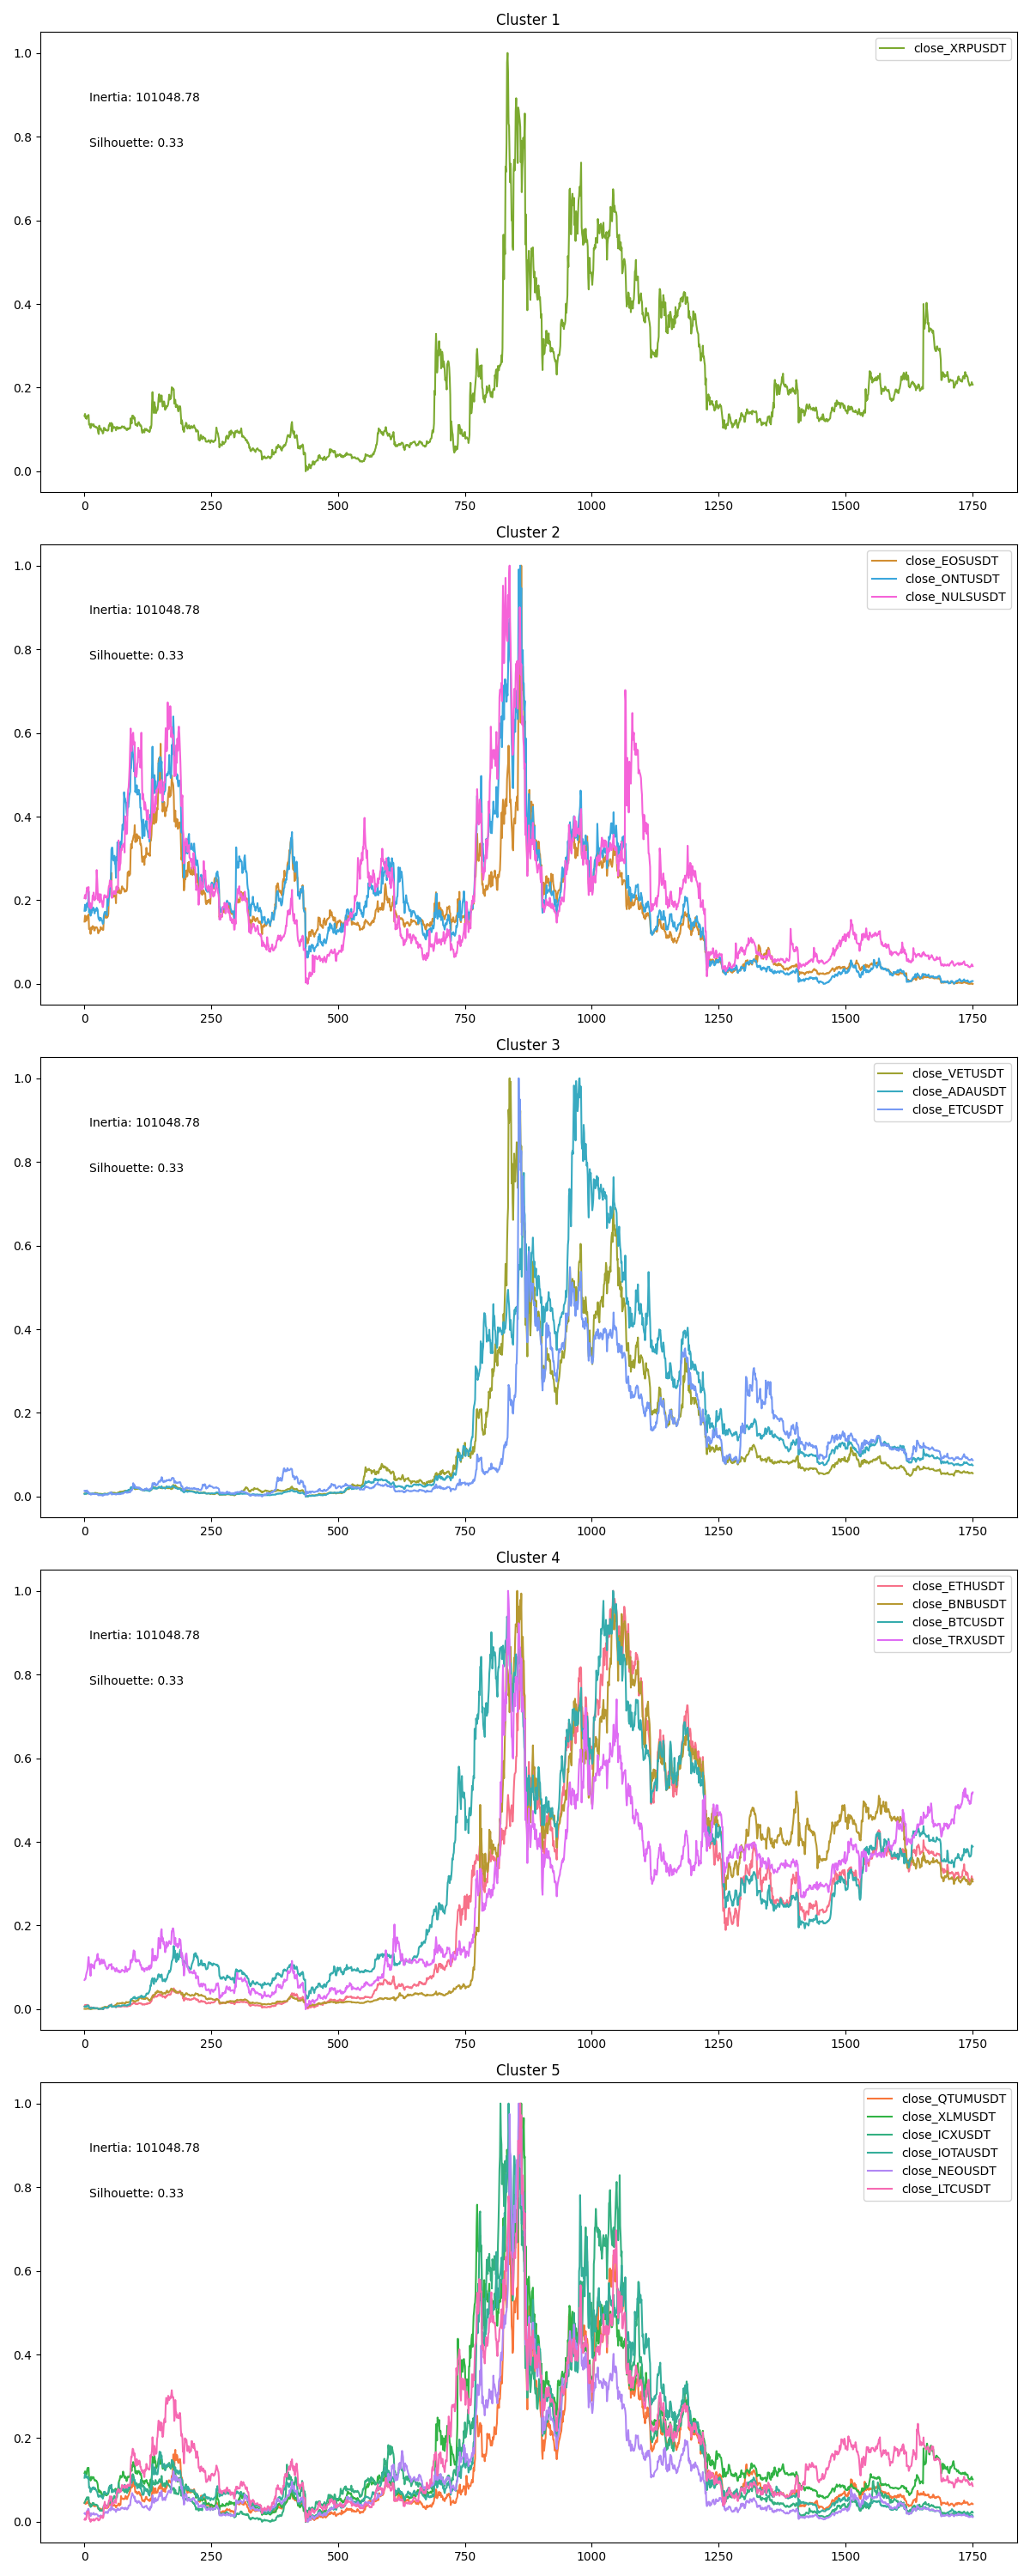 Cluster 1
close_XRPUSDT
Inertia: 101048.78
Silhouette: 0.33
1.0
0.8
0.6
0.4
0.2
0.0
0 250 500 750 1000 1250 1500 1750
Cluster 2
close_EOSUSDT
close_ONTUSDT
close_NULSUSDT
Inertia: 101048.78
Silhouette: 0.33
1.0
0.8
0.6
0.4
0.2
0.0
0 250 500 750 1000 1250 1500 1750
Cluster 3
close_VETUSDT
close_ADAUSDT
close_ETCUSDT
Inertia: 101048.78
Silhouette: 0.33
1.0
0.8
0.6
0.4
0.2
0.0
0 250 500 750 1000 1250 1500 1750
Cluster 4
close_ETHUSDT
close_BNBUSDT
close_BTCUSDT
close_TRXUSDT
Inertia: 101048.78
Silhouette: 0.33
1.0
0.8
0.6
0.4
0.2
0.0
0 250 500 750 1000 1250 1500 1750
Cluster 5
close_QTUMUSDT
close_XLMUSDT
close_ICXUSDT
close_IOTAUSDT
close_NEOUSDT
close_LTCUSDT
Inertia: 101048.78
Silhouette: 0.33
1.0
0.8
0.6
0.4
0.2
0.0
0 250 500 750 1000 1250 1500 1750